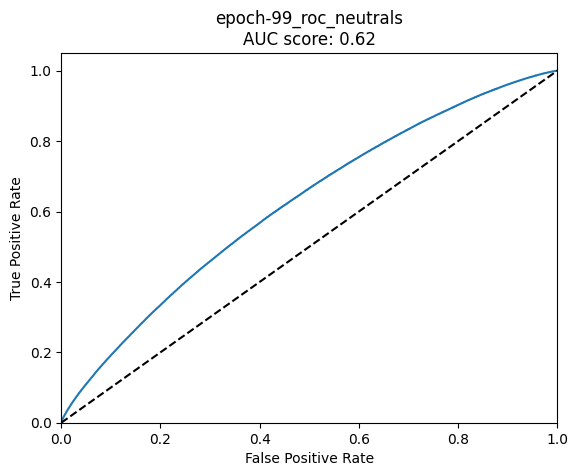 epoch-99_roc_neutrals
AUC score: 0.62
1.0
0.8
0.6
0.4
0.2
0.0
True Positive Rate
0.0 0.2 0.4 0.6 0.8 1.0
False Positive Rate